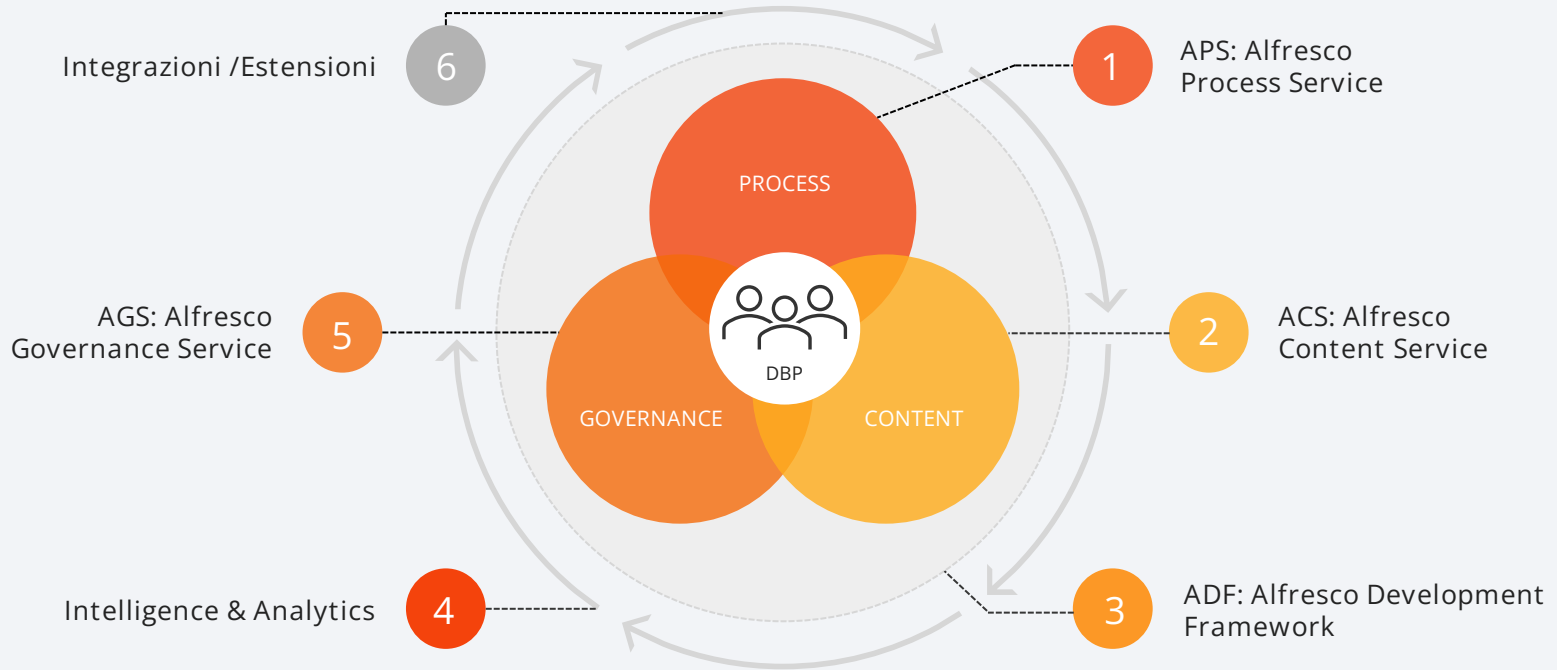 Integrazioni /Estensioni
6
1
APS: Alfresco
Process Service
PROCESS
AGS: Alfresco
Governance Service
5
2
ACS: Alfresco
Content Service
DBP
GOVERNANCE
CONTENT
Intelligence & Analytics
4
3
ADF: Alfresco Development
Framework